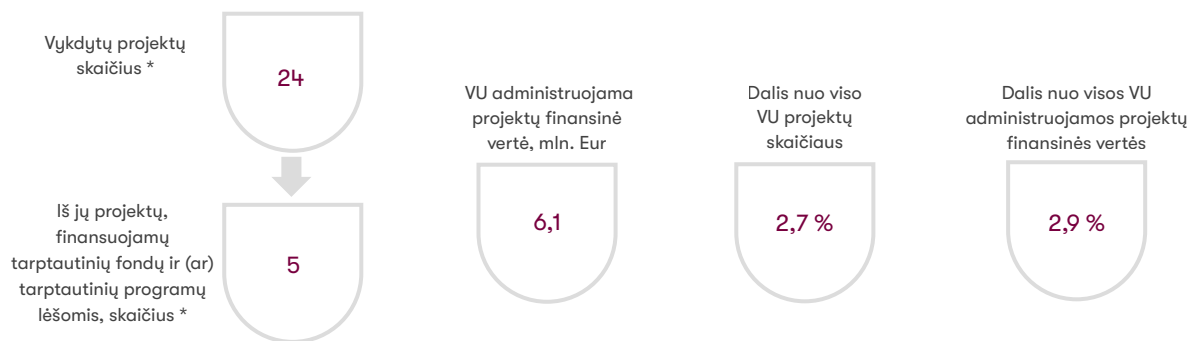 Vykdytų projektų
skaičius *
24
Iš jų projektų,
finansuojamų
tarptautinių fondų ir (ar)
tarptautinių programų
lėšomis, skaičius *
5
VU administruojama
projektų finansinė
vertė, mln. Eur
6,1
Dalis nuo viso
VU projektų
skaičiaus
2,7 %
Dalis nuo visos VU
administruojamos projektų
finansinės vertės
2,9 %